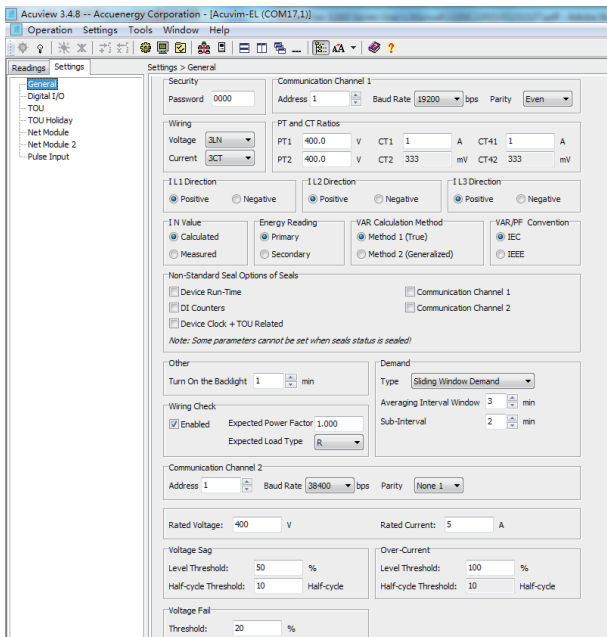 Acuview 3.4.8 -- Accuenergy Corporation - [Acuvim-EL (COM17,1)]
Operation Settings Tools Window Help
Readings Settings
Settings > General
General
Digital I/O
TOU
TOU Holiday
Net Module
Net Module 2
Pulse Input
Security
Password 0000
Communication Channel 1
Address 1 Baud Rate 19200 bps Parity Even
Wiring
Voltage 3LN
Current 3CT
PT and CT Ratios
PT1 400.0 V CT1 1 A CT41 1 A
PT2 400.0 V CT2 333 mV CT42 333 mV
I L1 Direction
Positive Negative
I L2 Direction
Positive Negative
I L3 Direction
Positive Negative
I N Value
Calculated
Measured
Energy Reading
Primary
Secondary
VAR Calculation Method
Method 1 (True)
Method 2 (Generalized)
VAR/PF Convention
IEC
IEEE
Non-Standard Seal Options of Seals
Device Run-Time Communication Channel 1
DI Counters Communication Channel 2
Device Clock + TOU Related
Note: Some parameters cannot be set when seals status is sealed!
Other
Turn On the Backlight 1 min
Demand
Type Sliding Window Demand
Averaging Interval Window 3 min
Sub-Interval 2 min
Wiring Check
Enabled Expected Power Factor 1.000
Expected Load Type R
Communication Channel 2
Address 1 Baud Rate 38400 bps Parity None 1
Rated Voltage: 400 V Rated Current: 5 A
Voltage Sag
Level Threshold: 50 %
Half-cycle Threshold: 10 Half-cycle
Over-Current
Level Threshold: 100 %
Half-cycle Threshold: 10 Half-cycle
Voltage Fail
Threshold: 20 %